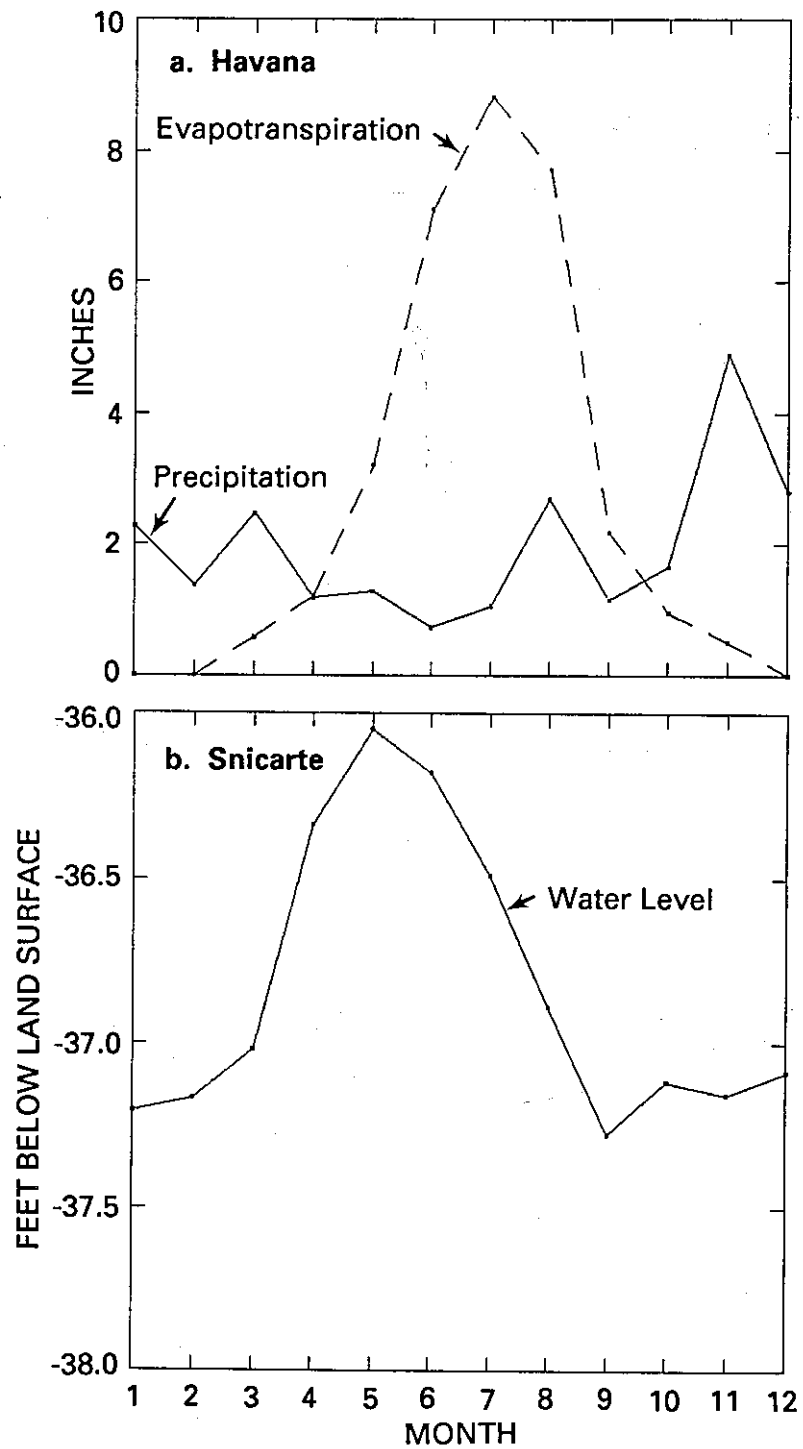 10
a. Havana
Evapotranspiration
8
6
INCHES
4
Precipitation
2
0
-36.0
b. Snicarte
-36.5
Water Level
FEET BELOW LAND SURFACE
-37.0
-37.5
-38.0
1 2 3 4 5 6 7 8 9 10 11 12
MONTH